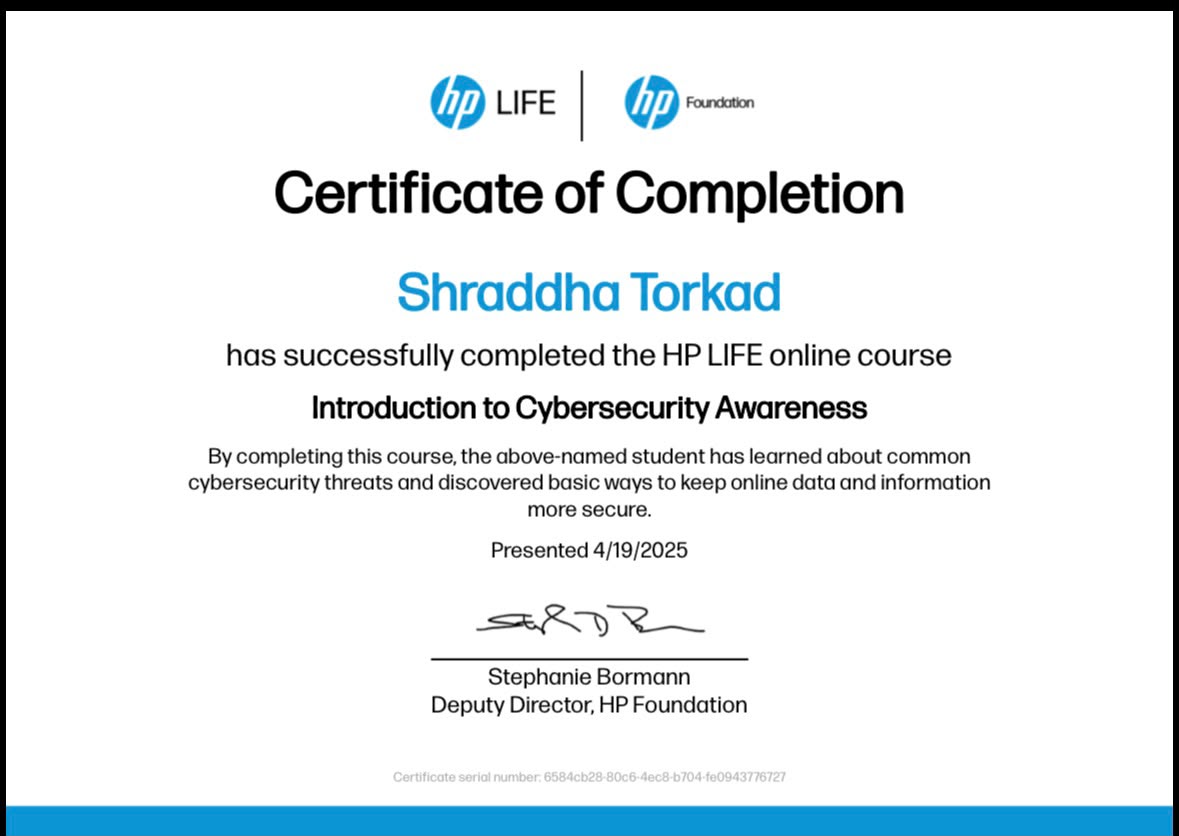 hp LIFE hp Foundation
Certificate of Completion
Shraddha Torkad
has successfully completed the HP LIFE online course
Introduction to Cybersecurity Awareness
By completing this course, the above-named student has learned about common
cybersecurity threats and discovered basic ways to keep online data and information
more secure.
Presented 4/19/2025
Stephanie Bormann
Deputy Director, HP Foundation
Certificate serial number: 6584cb28-80c6-4ec8-b704-fe0943776727